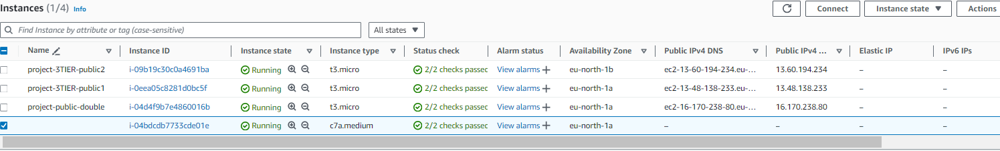 Instances (1/4) Info Connect Instance state Actions
Find Instance by attribute or tag (case-sensitive) All states
Name Instance ID Instance state Instance type Status check Alarm status Availability Zone Public IPv4 DNS Public IPv4 ... Elastic IP IPv6 IPs
project-3TIER-public2 i-09b19c30c0a4691ba Running t3.micro 2/2 checks passec View alarms + eu-north-1b ec2-13-60-194-234.eu-... 13.60.194.234 – –
project-3TIER-public1 i-0eea05c8281d0bc5f Running t3.micro 2/2 checks passec View alarms + eu-north-1a ec2-13-48-138-233.eu-... 13.48.138.233 – –
project-public-double i-04d4f9b7e4860016b Running t3.micro 2/2 checks passec View alarms + eu-north-1a ec2-16-170-238-80.eu-... 16.170.238.80 – –
i-04bdcdb7733cde01e Running c7a.medium 2/2 checks passec View alarms + eu-north-1a – – – –